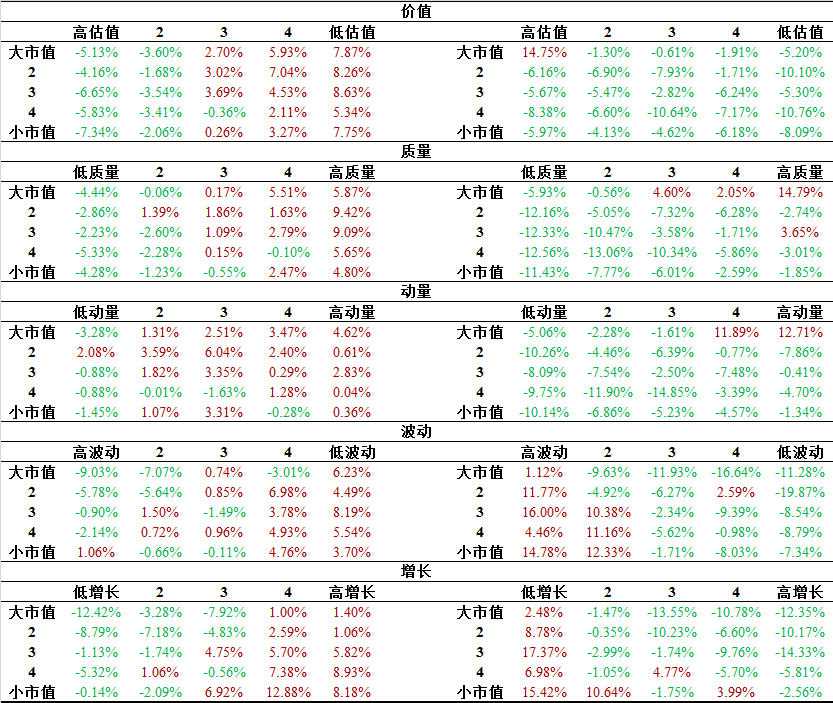 价值
高估值 2 3 4 低估值 高估值 2 3 4 低估值
大市值 -5.13% -3.60% 2.70% 5.93% 7.87% 大市值 14.75% -1.30% -0.61% -1.91% -5.20%
2 -4.16% -1.68% 3.02% 7.04% 8.26% 2 -6.16% -6.90% -7.93% -1.71% -10.10%
3 -6.65% -3.54% 3.69% 4.53% 8.63% 3 -5.67% -5.47% -2.82% -6.24% -5.30%
4 -5.83% -3.41% -0.36% 2.11% 5.34% 4 -8.38% -6.60% -10.64% -7.17% -10.76%
小市值 -7.34% -2.06% 0.26% 3.27% 7.75% 小市值 -5.97% -4.13% -4.62% -6.18% -8.09%
质量
低质量 2 3 4 高质量 低质量 2 3 4 高质量
大市值 -4.44% -0.06% 0.17% 5.51% 5.87% 大市值 -5.93% -0.56% 4.60% 2.05% 14.79%
2 -2.86% 1.39% 1.86% 1.63% 9.42% 2 -12.16% -5.05% -7.32% -6.28% -2.74%
3 -2.23% -2.60% 1.09% 2.79% 9.09% 3 -12.33% -10.47% -3.58% -1.71% 3.65%
4 -5.33% -2.28% 0.15% -0.10% 5.65% 4 -12.56% -13.06% -10.34% -5.86% -3.01%
小市值 -4.28% -1.23% -0.55% 2.47% 4.80% 小市值 -11.43% -7.77% -6.01% -2.59% -1.85%
动量
低动量 2 3 4 高动量 低动量 2 3 4 高动量
大市值 -3.28% 1.31% 2.51% 3.47% 4.62% 大市值 -5.06% -2.28% -1.61% 11.89% 12.71%
2 2.08% 3.59% 6.04% 2.40% 0.61% 2 -10.26% -4.46% -6.39% -0.77% -7.86%
3 -0.88% 1.82% 3.35% 0.29% 2.83% 3 -8.09% -7.54% -2.50% -7.48% -0.41%
4 -0.88% -0.01% -1.63% 1.28% 0.04% 4 -9.75% -11.90% -14.85% -3.39% -4.70%
小市值 -1.45% 1.07% 3.31% -0.28% 0.36% 小市值 -10.14% -6.86% -5.23% -4.57% -1.34%
波动
高波动 2 3 4 低波动 高波动 2 3 4 低波动
大市值 -9.03% -7.07% 0.74% -3.01% 6.23% 大市值 1.12% -9.63% -11.93% -16.64% -11.28%
2 -5.78% -5.64% 0.85% 6.98% 4.49% 2 11.77% -4.92% -6.27% 2.59% -19.87%
3 -0.90% 1.50% -1.49% 3.78% 8.19% 3 16.00% 10.38% -2.34% -9.39% -8.54%
4 -2.14% 0.72% 0.96% 4.93% 5.54% 4 4.46% 11.16% -5.62% -0.98% -8.79%
小市值 1.06% -0.66% -0.11% 4.76% 3.70% 小市值 14.78% 12.33% -1.71% -8.03% -7.34%
增长
低增长 2 3 4 高增长 低增长 2 3 4 高增长
大市值 -12.42% -3.28% -7.92% 1.00% 1.40% 大市值 2.48% -1.47% -13.55% -10.78% -12.35%
2 -8.79% -7.18% -4.83% 2.59% 1.06% 2 8.78% -0.35% -10.23% -6.60% -10.17%
3 -1.13% -1.74% 4.75% 5.70% 5.82% 3 17.37% -2.99% -1.74% -9.76% -14.33%
4 -5.32% 1.06% -0.56% 7.38% 8.93% 4 6.98% -1.05% 4.77% -5.70% -5.81%
小市值 -0.14% -2.09% 6.92% 12.88% 8.18% 小市值 15.42% 10.64% -1.75% 3.99% -2.56%